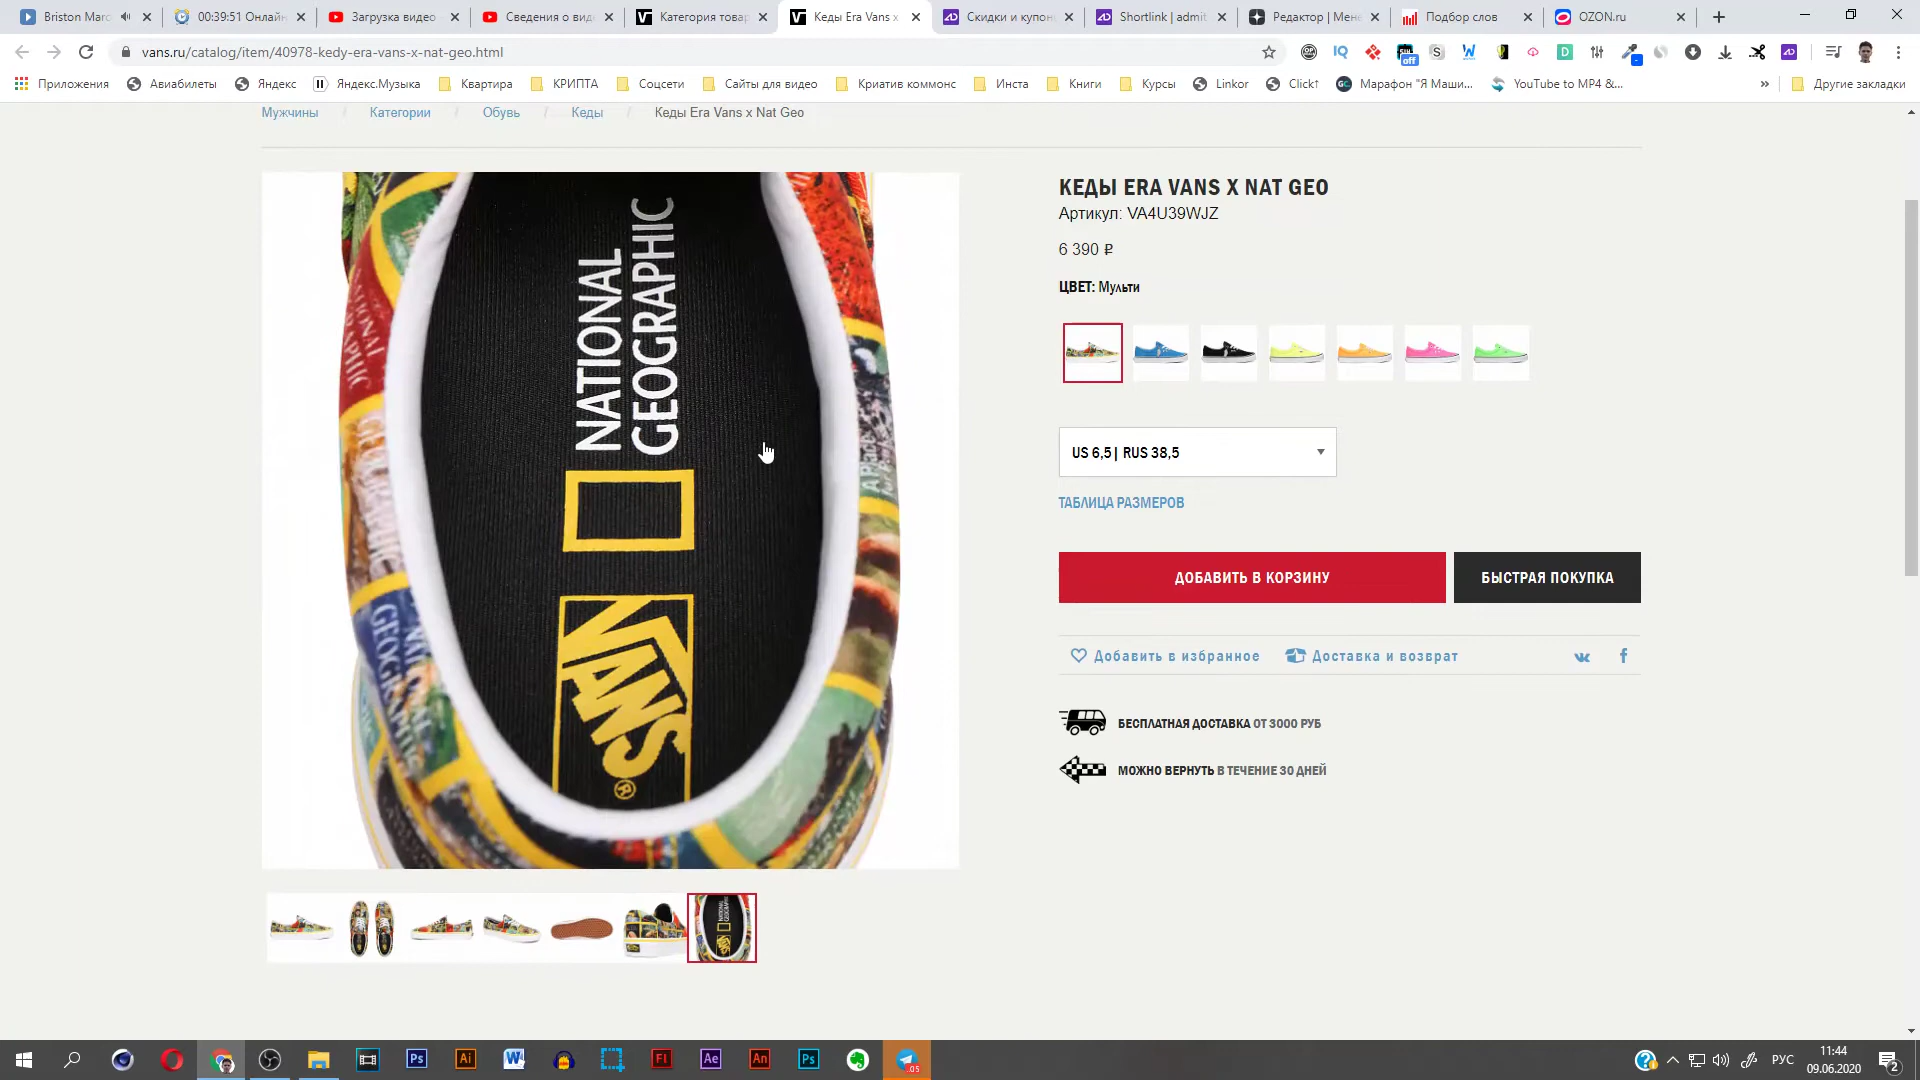 Briston Marc
00:39:51 Онлайн
Загрузка видео
Сведения о вид
Категория това
Кеды Era Vans x
Скидки и купон
Shortlink | admit
Редактор | Мене
Подбор слов
OZON.ru
vans.ru/catalog/item/40978-kedy-era-vans-x-nat-geo.html
Приложения
Авиабилеты
Яндекс
Яндекс.Музыка
Квартира
КРИПТА
Соцсети
Сайты для видео
Криатив коммонс
Инста
Книги
Курсы
Linkor
Click↑
Марафон "Я Маши...
YouTube to MP4 &...
»
Другие закладки
Мужчины / Категории / Обувь / Кеды / Кеды Era Vans x Nat Geo
NATIONAL
GEOGRAPHIC
VANS®
NATIONAL
GEOGRAPHIC
NATIONAL
GEOGRAPHIC
КЕДЫ ERA VANS X NAT GEO
Артикул: VA4U39WJZ
6 390 ₽
ЦВЕТ: Мульти
US 6,5| RUS 38,5
ТАБЛИЦА РАЗМЕРОВ
ДОБАВИТЬ В КОРЗИНУ
БЫСТРАЯ ПОКУПКА
Добавить в избранное
Доставка и возврат
БЕСПЛАТНАЯ ДОСТАВКА ОТ 3000 РУБ
МОЖНО ВЕРНУТЬ В ТЕЧЕНИЕ 30 ДНЕЙ
РУС
11:44
09.06.2020